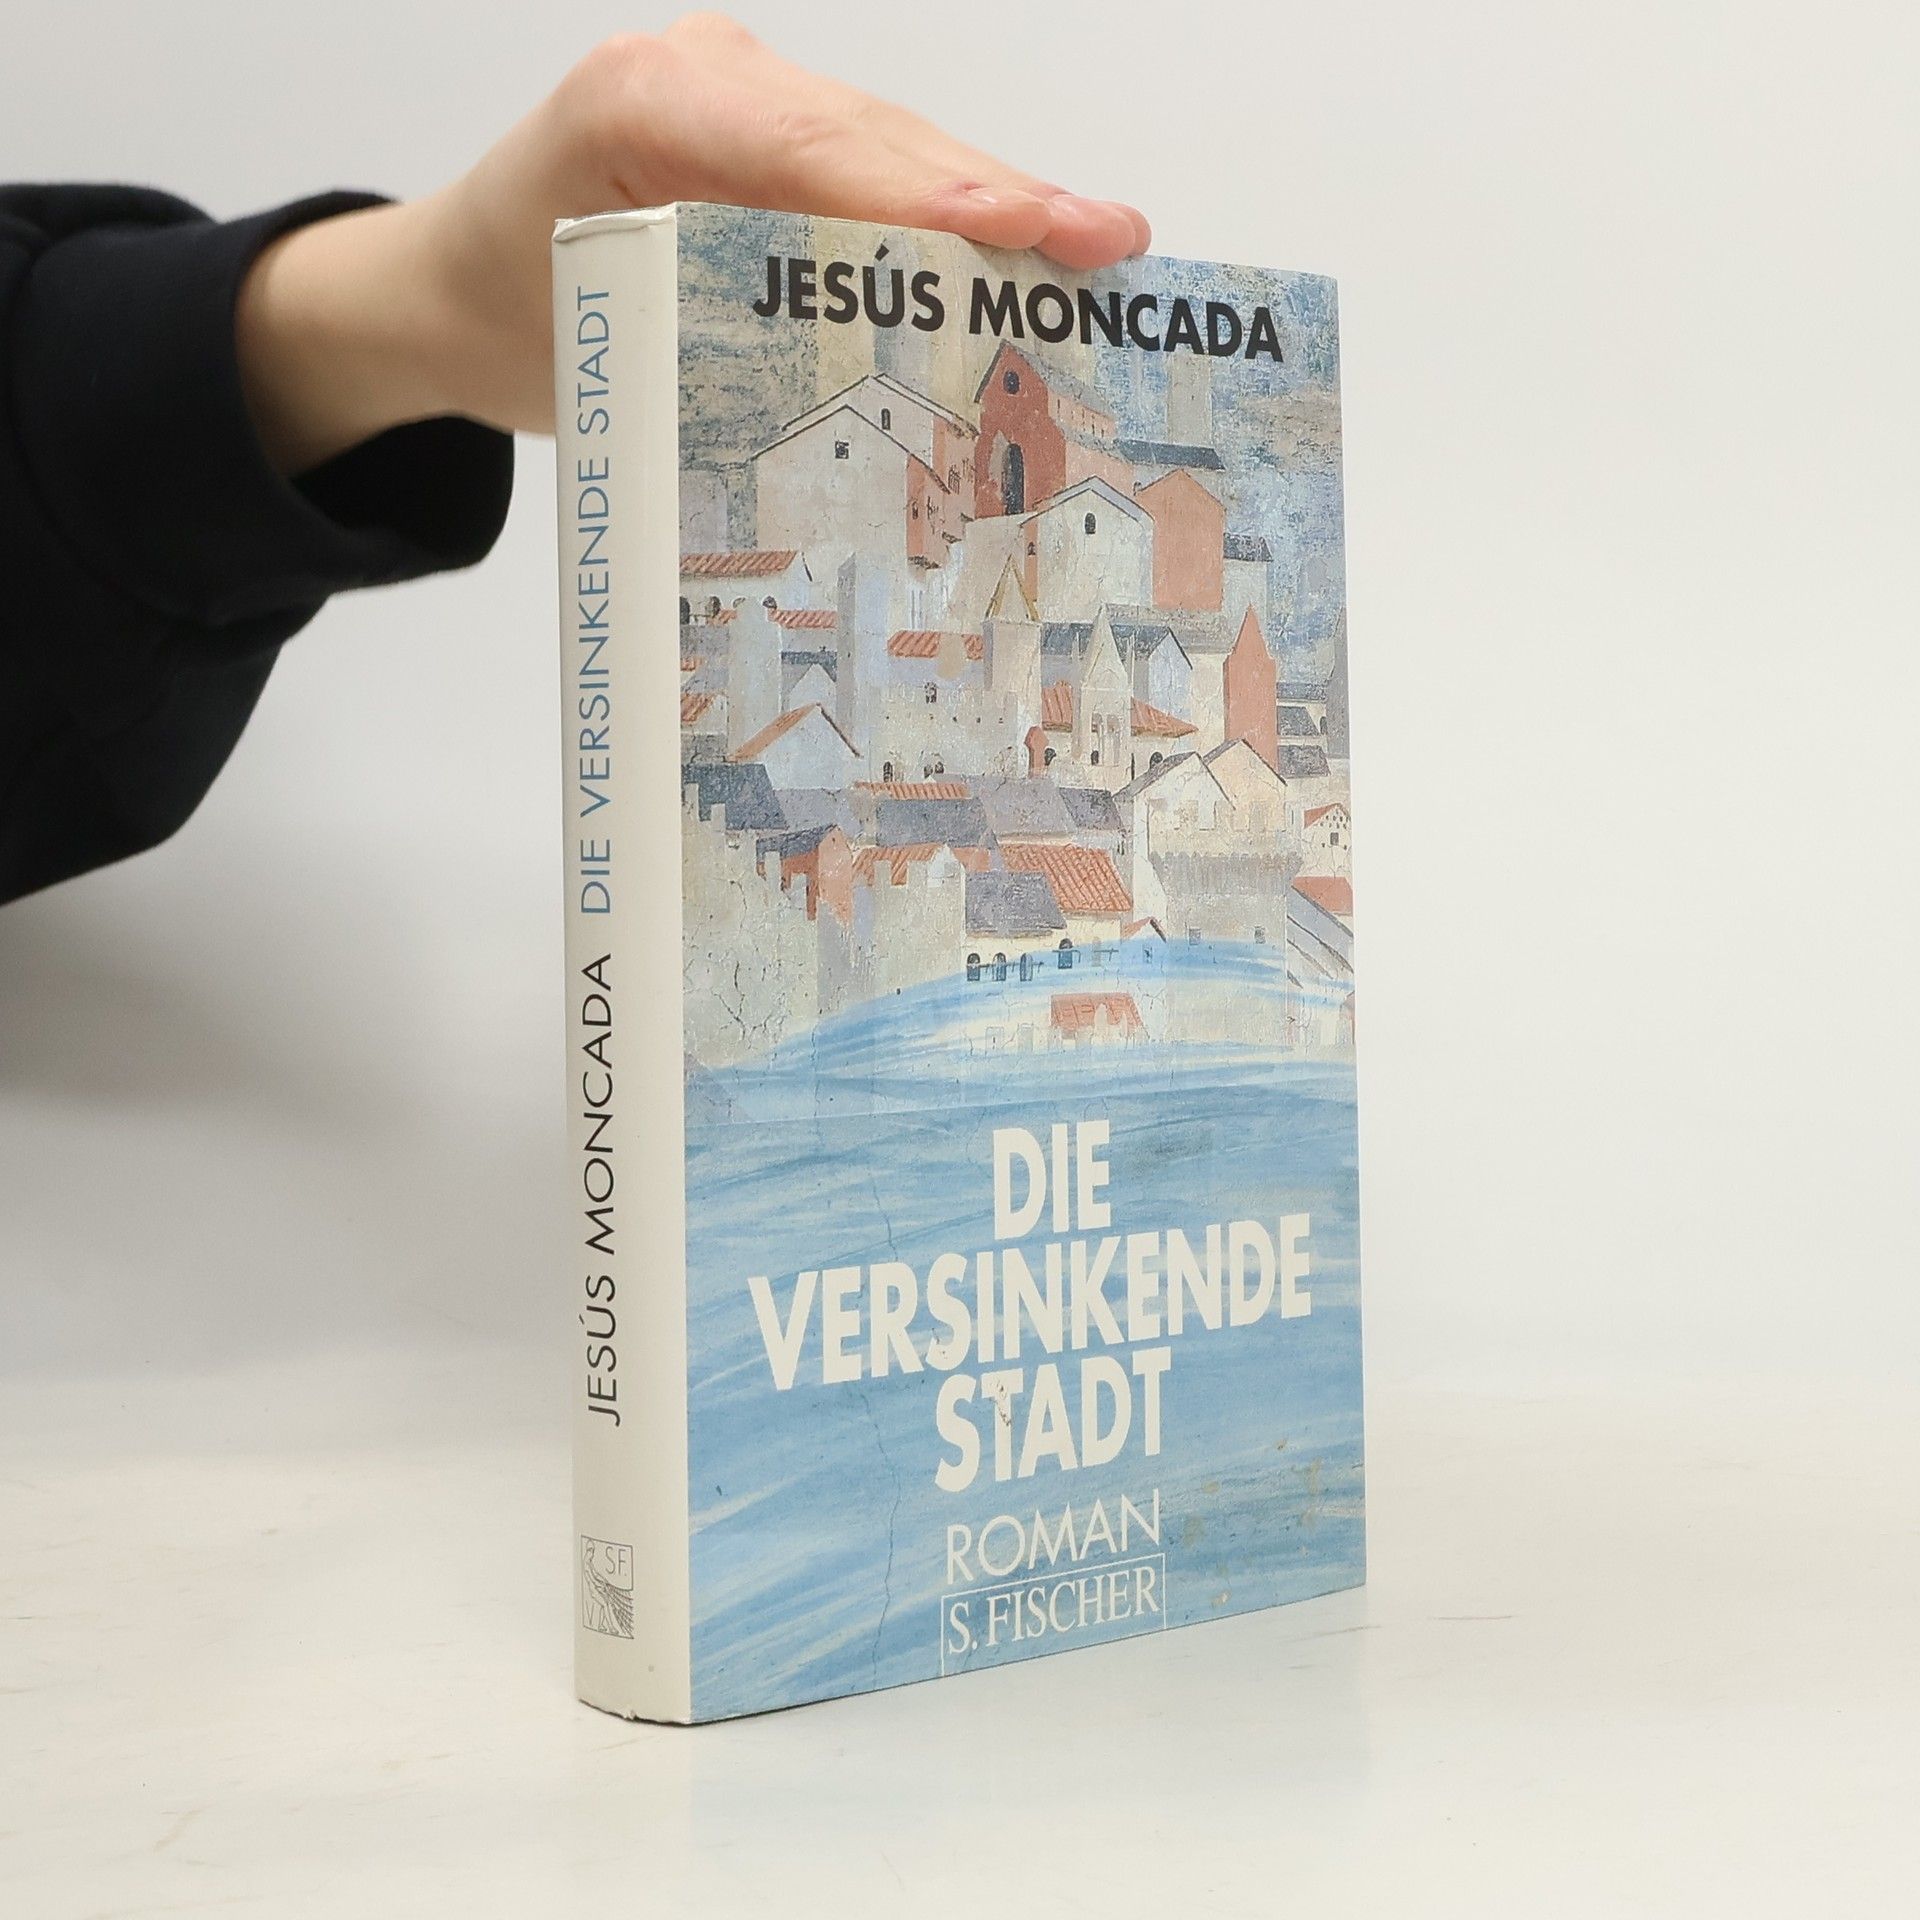 JESÚS MONCADA DIE VERSINKENDE STADT
S.F.
V
JESÚS MONCADA
DIE
VERSINKENDE
STADT
ROMAN
S. FISCHER